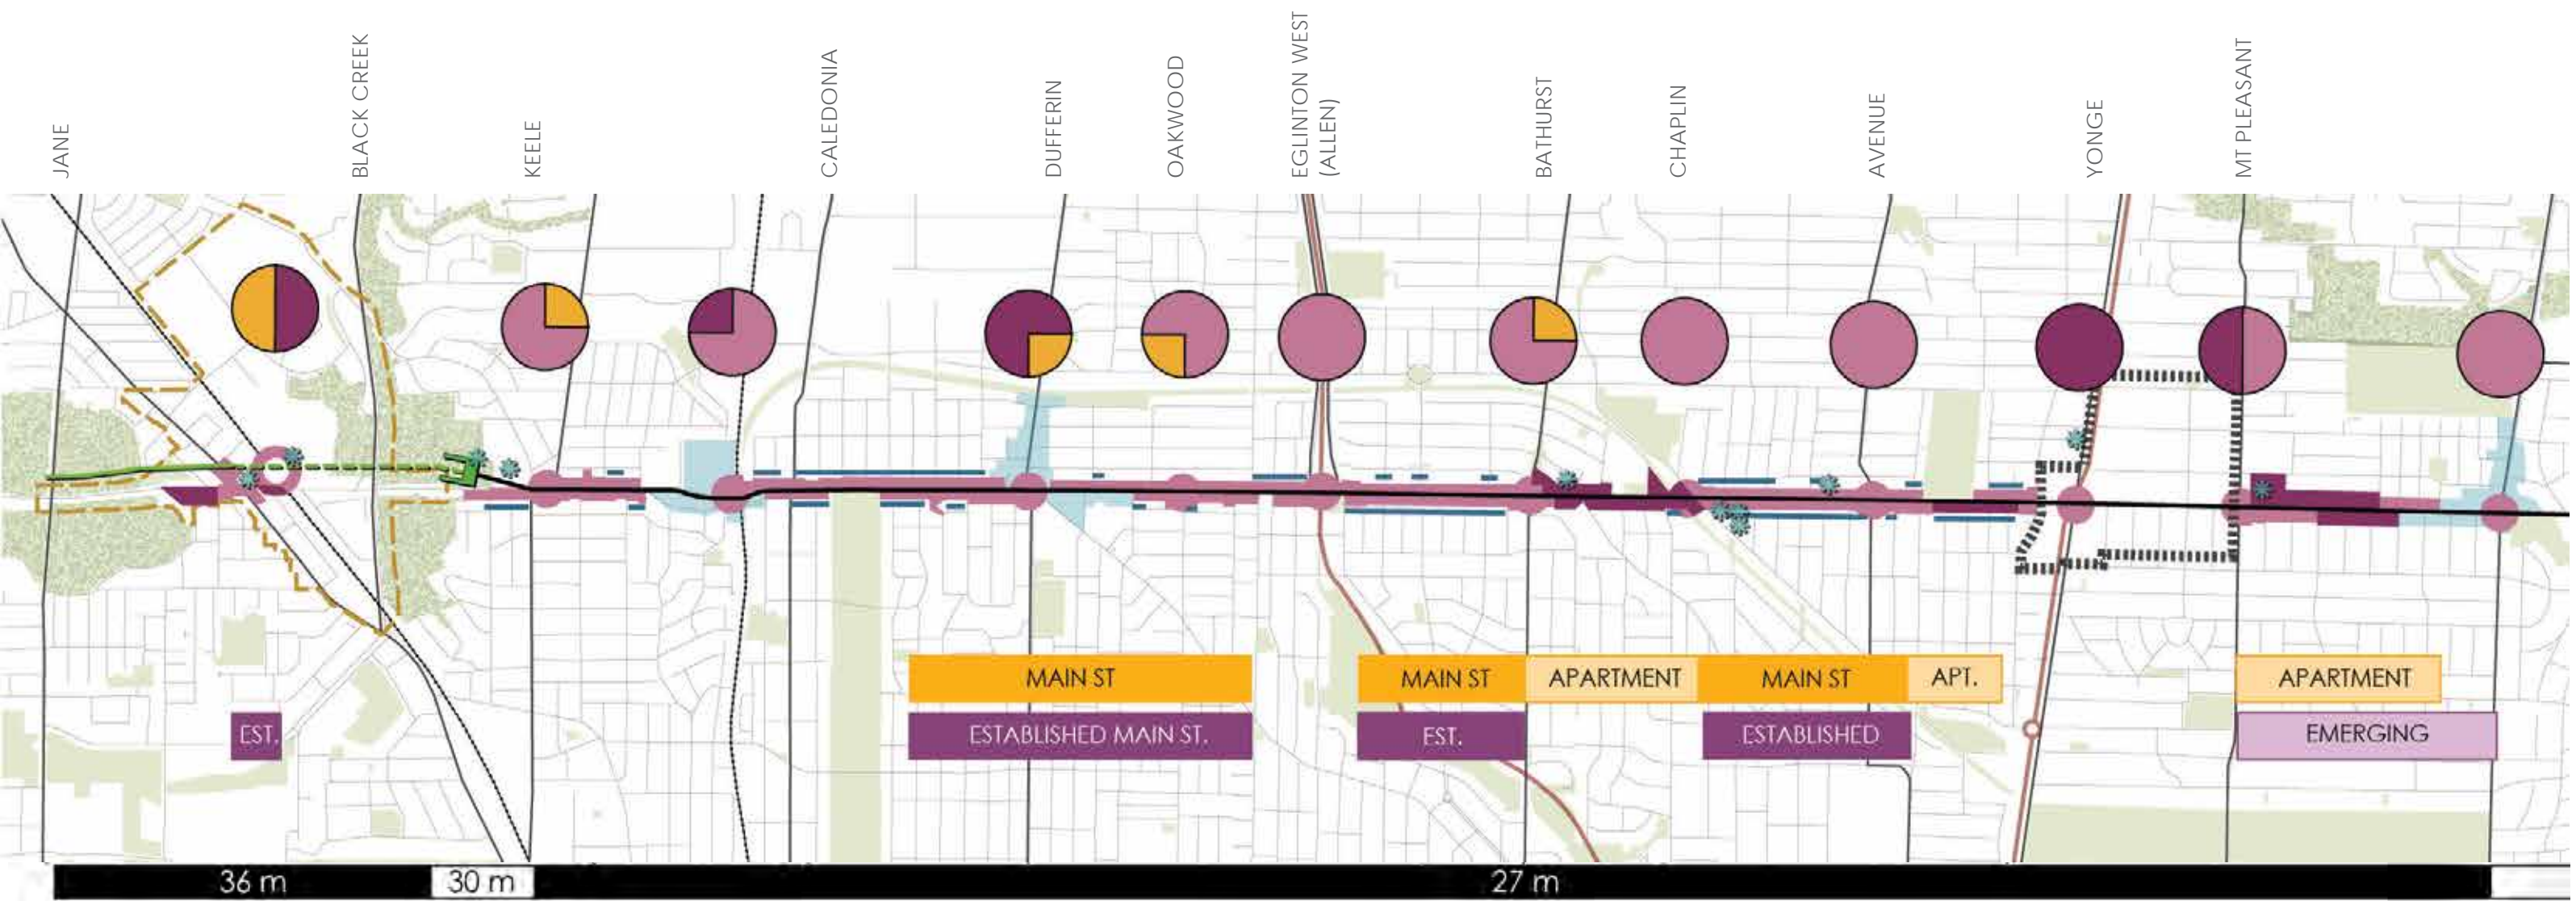 JANE
BLACK CREEK
KEELE
CALEDONIA
DUFFERIN
OAKWOOD
EGLINTON WEST
(ALLEN)
BATHURST
CHAPLIN
AVENUE
YONGE
MT PLEASANT
MAIN ST
MAIN ST
APARTMENT
MAIN ST
APT.
APARTMENT
EST.
ESTABLISHED MAIN ST.
EST.
ESTABLISHED
EMERGING
36 m
30 m
27 m